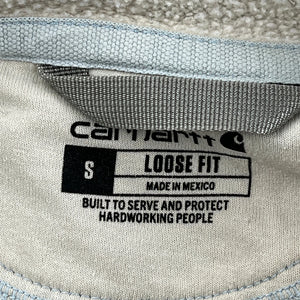 carhartt
S LOOSE FIT
MADE IN MEXICO
BUILT TO SERVE AND PROTECT
HARDWORKING PEOPLE